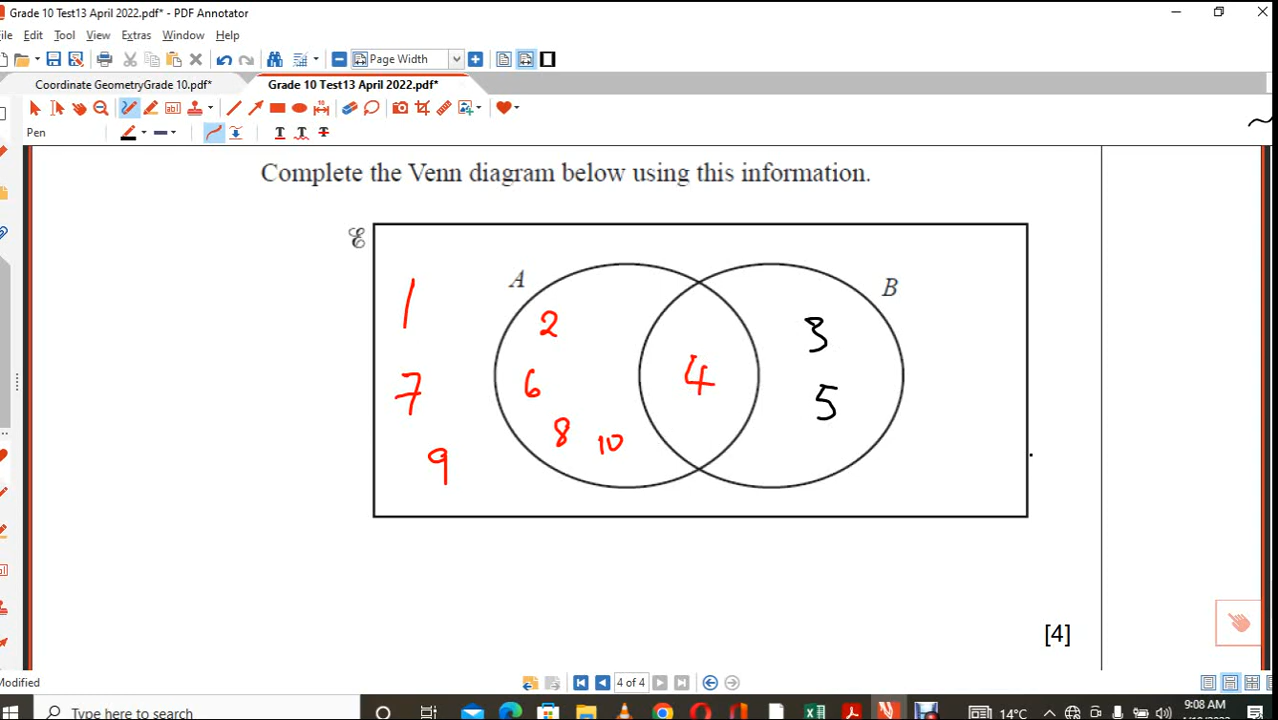 Grade 10 Test13 April 2022.pdf* - PDF Annotator
Edit View Extras Window Help
Page Width
Coordinate GeometryGrade 10.pdf*
Grade 10 Test13 April 2022.pdf*
Pen
Complete the Venn diagram below using this information.
ℰ
A
B
1
2
3
7
6
4
5
8
10
9
[4]
Modified
4 of 4
Type here to search
14°C
9:08 AM